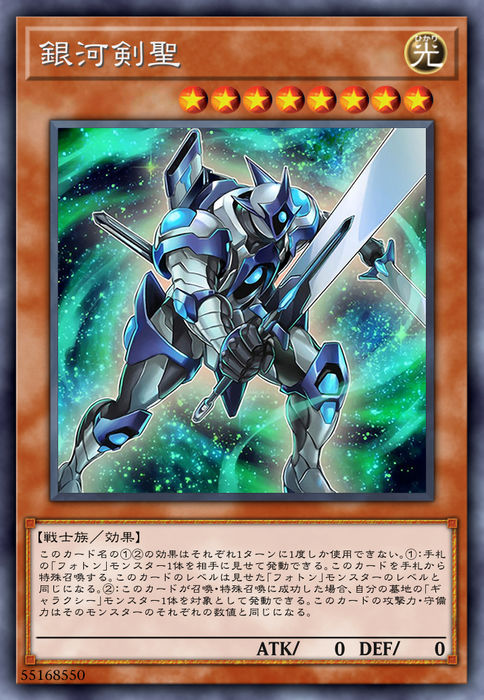 銀河剣聖
ひかり
光
【戦士族／効果】
このカード名の①②の効果はそれぞれ1ターンに1度しか使用できない。①：手札
の「フォトン」モンスター1体を相手に見せて発動できる。このカードを手札から
特殊召喚する。このカードのレベルは見せた「フォトン」モンスターのレベルと
同じになる。②：このカードが召喚・特殊召喚に成功した場合、自分の墓地の「ギ
ャラクシー」モンスター1体を対象として発動できる。このカードの攻撃力・守備
力はそのモンスターのそれぞれの数値と同じになる。
ATK/ 0 DEF/ 0
55168550